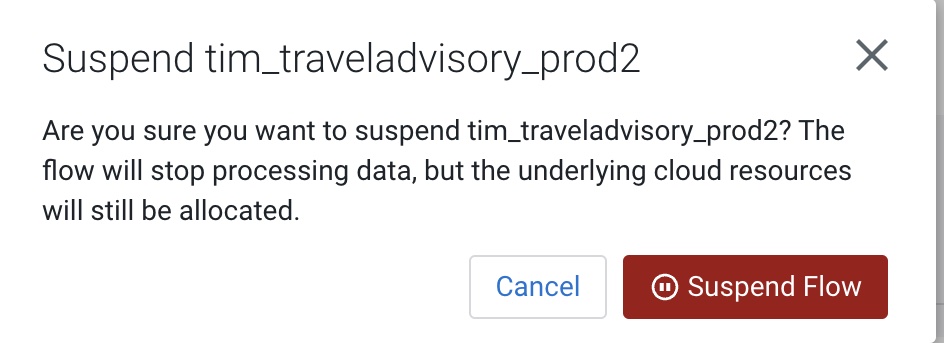 Suspend tim_traveladvisory_prod2
Are you sure you want to suspend tim_traveladvisory_prod2? The
flow will stop processing data, but the underlying cloud resources
will still be allocated.
Cancel
Suspend Flow